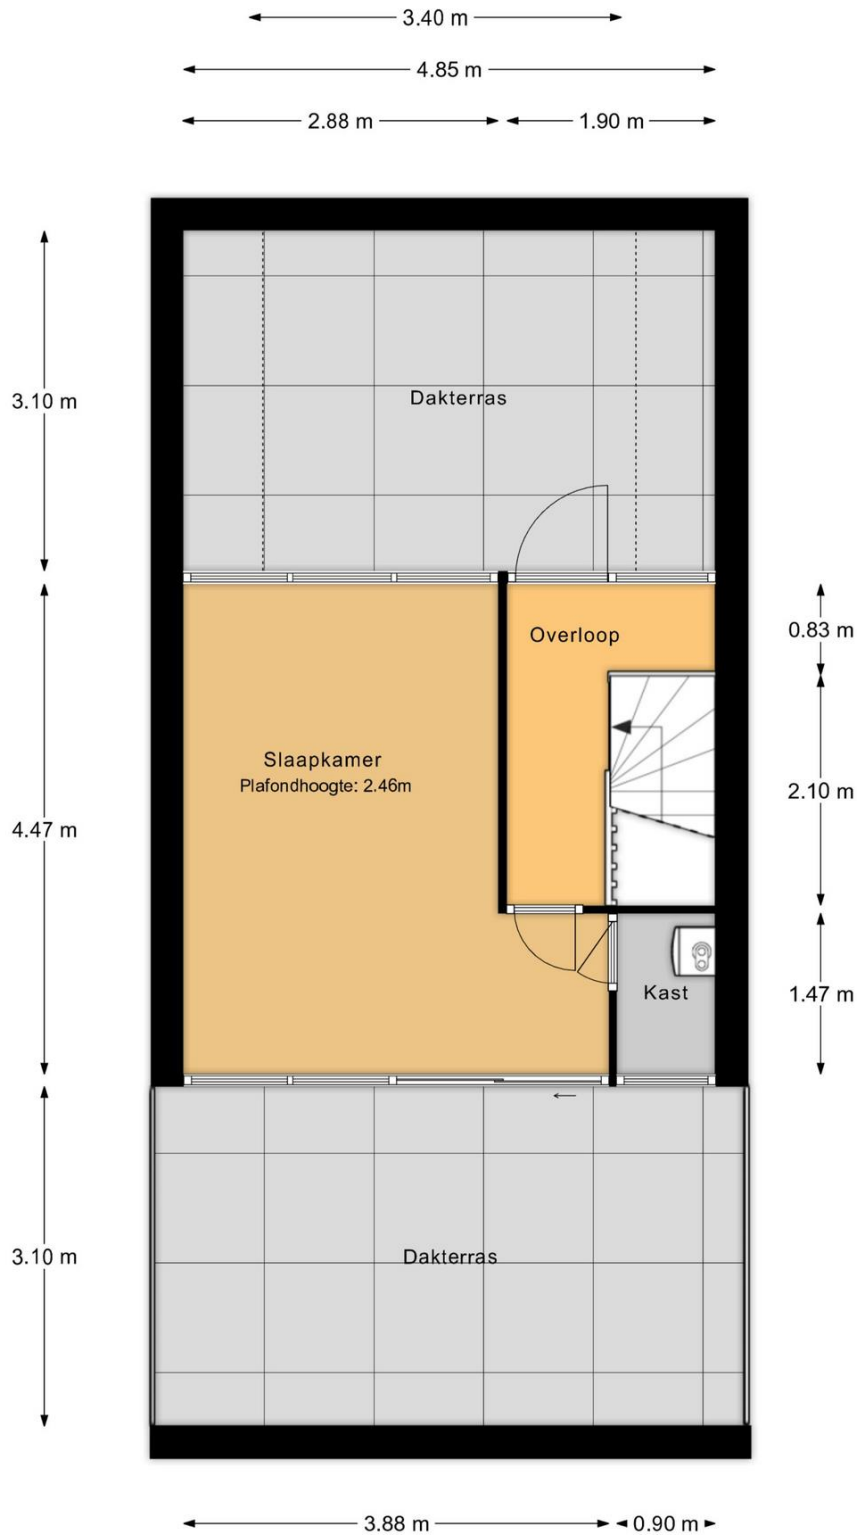 3.40 m
4.85 m
2.88 m
1.90 m
3.10 m
Dakterras
Overloop
0.83 m
Slaapkamer
Plafondhoogte: 2.46m
2.10 m
4.47 m
Kast
1.47 m
Dakterras
3.10 m
3.88 m
0.90 m